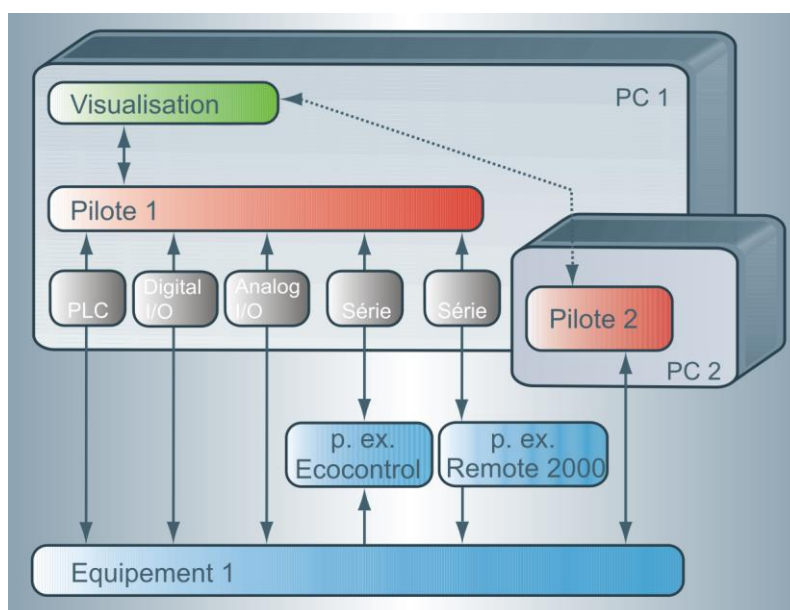 PC 1
Visualisation
Pilote 1
PLC
Digital
I/O
Analog
I/O
Série
Série
Pilote 2
PC 2
p. ex.
Ecocontrol
p. ex.
Remote 2000
Equipement 1